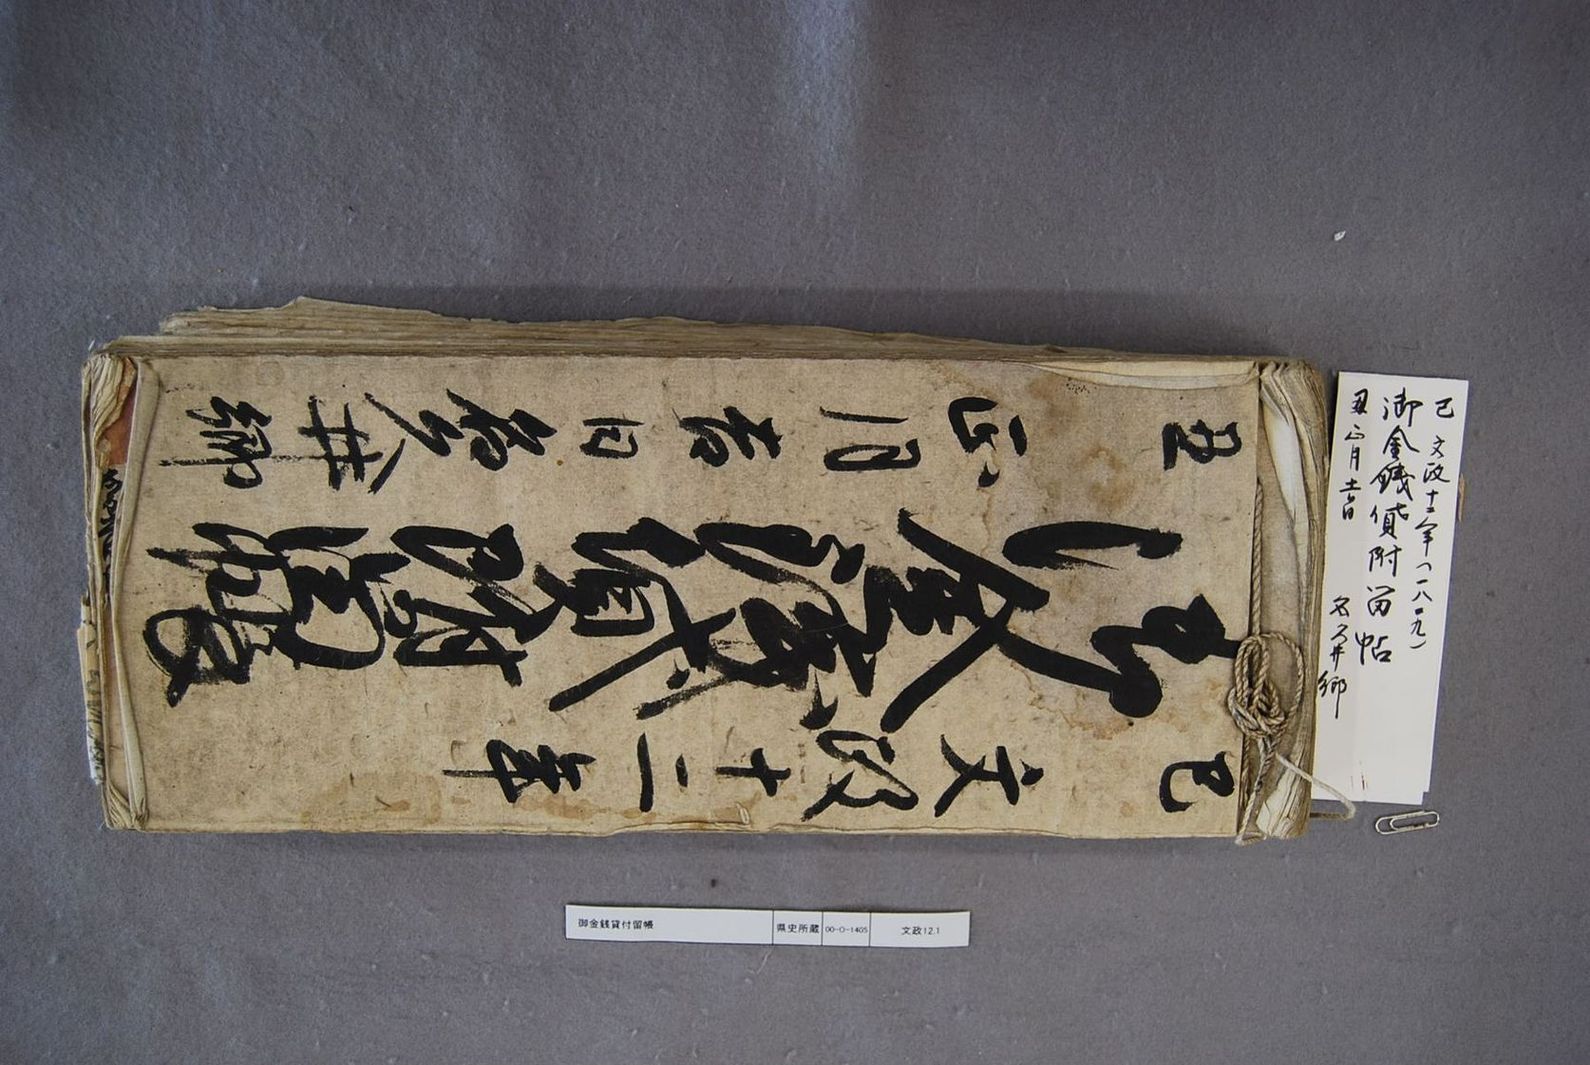 己 文政十二年
御金銭貸附留帳
丑 正月吉日 名久井郷
己 文政十二年(一八二九)
御金銭貸附留帖
丑 正月吉日 名久井郷
御金銭貸付留帳 県史所蔵 00-0-1405 文政12.1